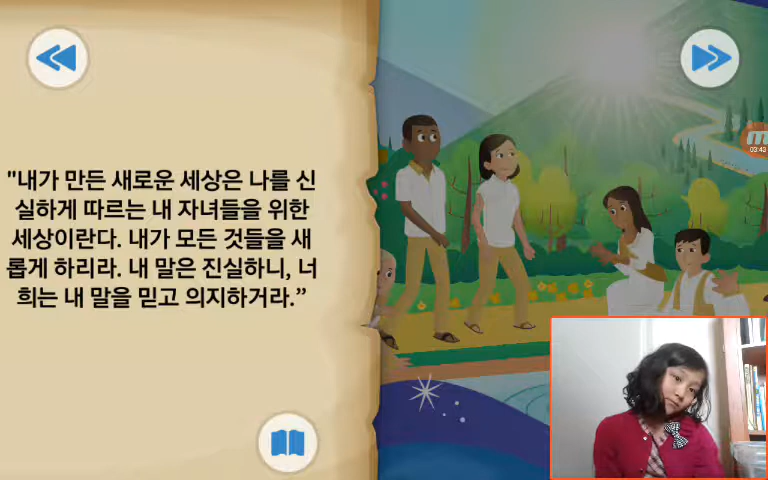 "내가 만든 새로운 세상은 나를 신
실하게 따르는 내 자녀들을 위한
세상이란다. 내가 모든 것들을 새
롭게 하리라. 내 말은 진실하니, 너
희는 내 말을 믿고 의지하거라.”
03:43